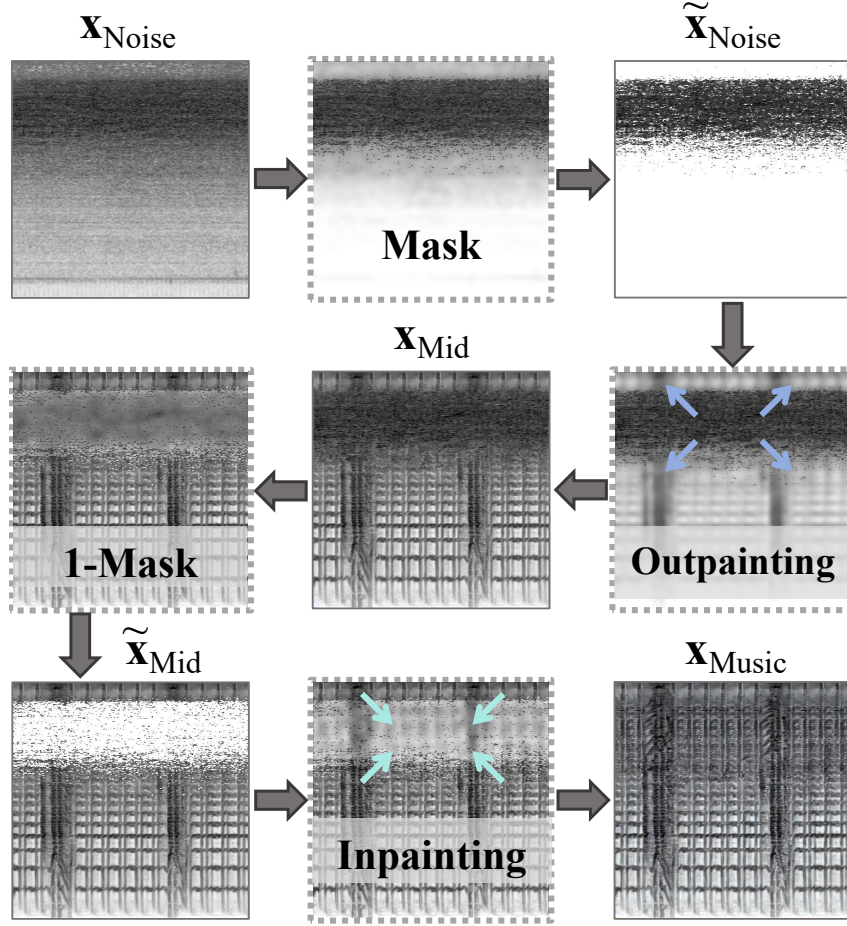 x_Noise
x̃_Noise
Mask
x_Mid
1-Mask
Outpainting
x̃_Mid
x_Music
Inpainting